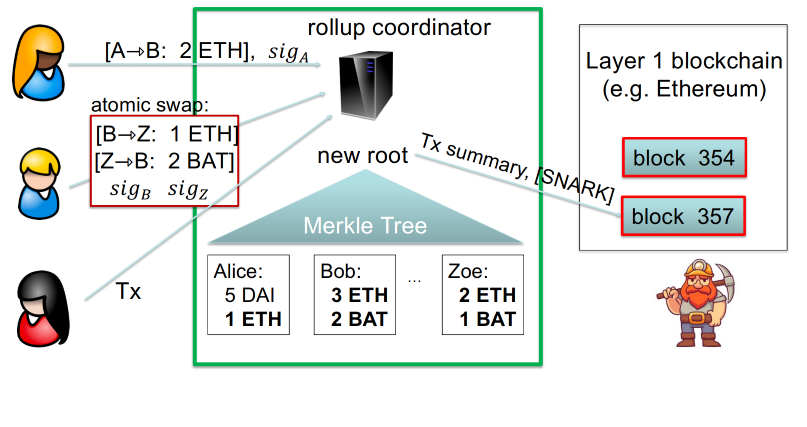 rollup coordinator
[A→B: 2 ETH], sig_A
atomic swap:
[B→Z: 1 ETH]
[Z→B: 2 BAT]
sig_B sig_Z
Tx
new root
Tx summary, [SNARK]
Merkle Tree
Alice:
5 DAI
1 ETH
Bob:
3 ETH
2 BAT
...
Zoe:
2 ETH
1 BAT
Layer 1 blockchain
(e.g. Ethereum)
block 354
block 357